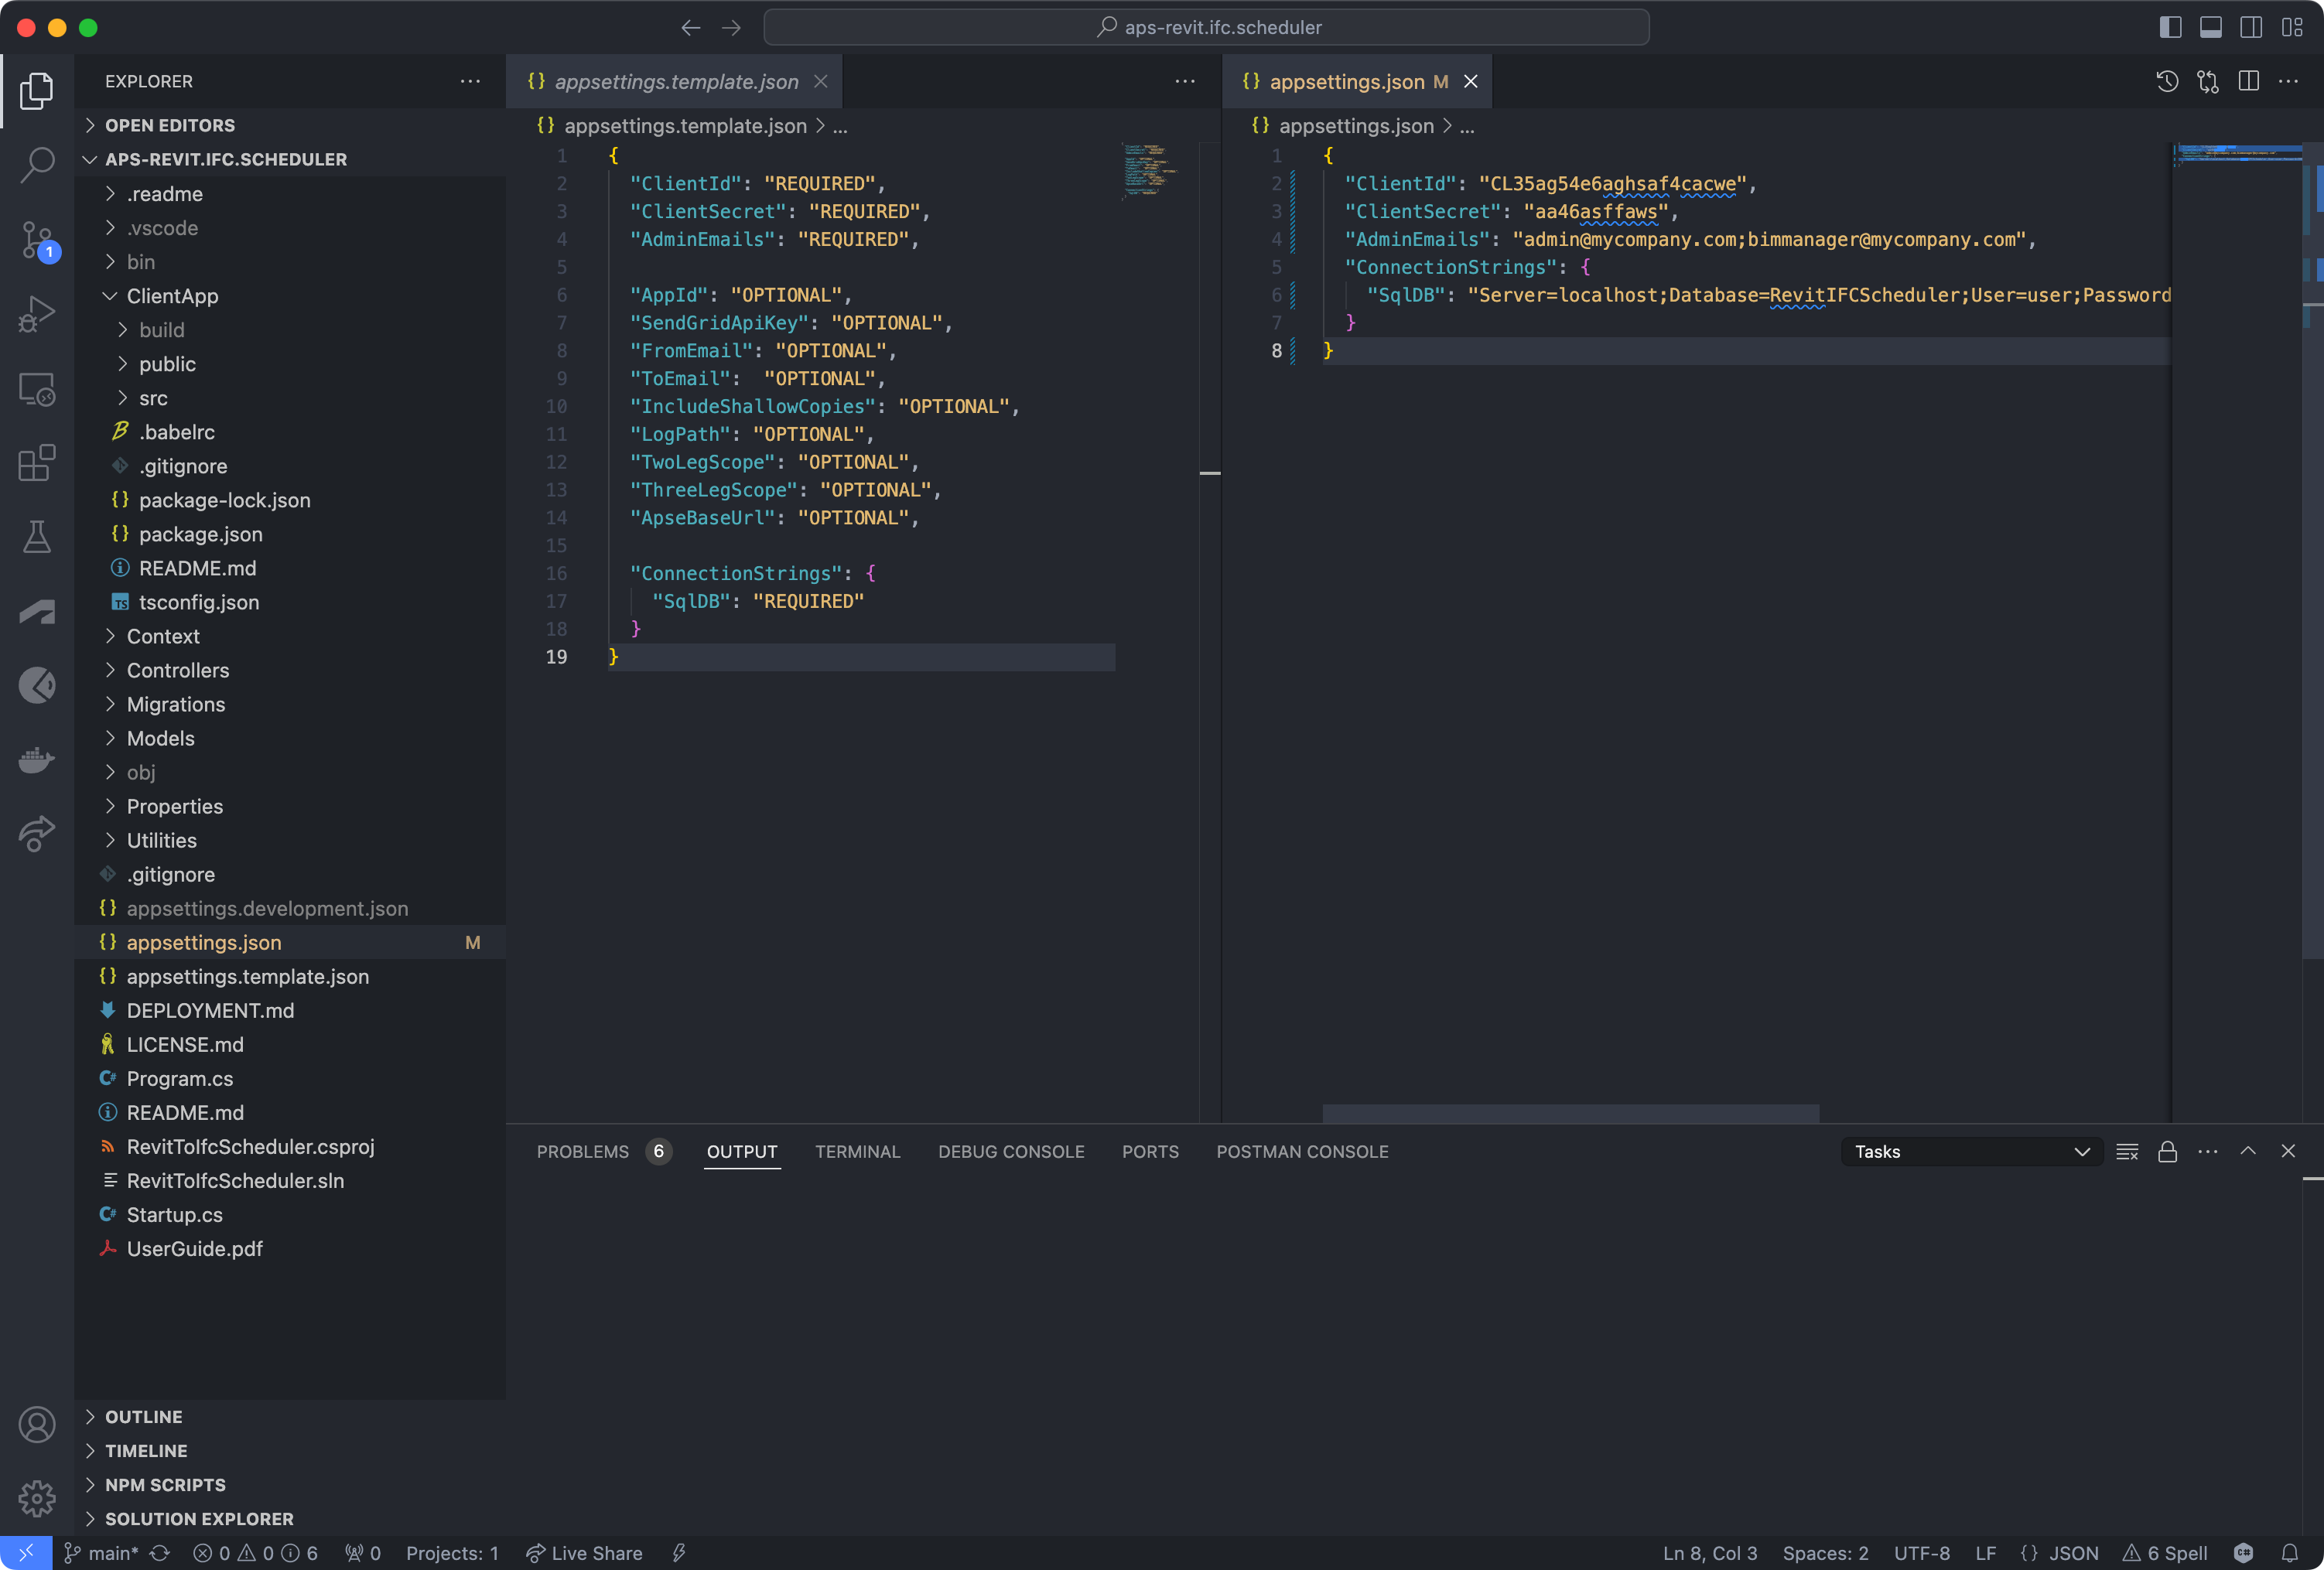 aps-revit.ifc.scheduler
EXPLORER
OPEN EDITORS
APS-REVIT.IFC.SCHEDULER
.readme
.vscode
bin
ClientApp
build
public
src
.babelrc
.gitignore
package-lock.json
package.json
README.md
tsconfig.json
Context
Controllers
Migrations
Models
obj
Properties
Utilities
.gitignore
appsettings.development.json
appsettings.json M
appsettings.template.json
DEPLOYMENT.md
LICENSE.md
Program.cs
README.md
RevitToIfcScheduler.csproj
RevitToIfcScheduler.sln
Startup.cs
UserGuide.pdf
OUTLINE
TIMELINE
NPM SCRIPTS
SOLUTION EXPLORER
1
{} appsettings.template.json
{} appsettings.template.json > ...
1 {
2 "ClientId": "REQUIRED",
3 "ClientSecret": "REQUIRED",
4 "AdminEmails": "REQUIRED",
5
6 "AppId": "OPTIONAL",
7 "SendGridApiKey": "OPTIONAL",
8 "FromEmail": "OPTIONAL",
9 "ToEmail":  "OPTIONAL",
10 "IncludeShallowCopies": "OPTIONAL",
11 "LogPath": "OPTIONAL",
12 "TwoLegScope": "OPTIONAL",
13 "ThreeLegScope": "OPTIONAL",
14 "ApseBaseUrl": "OPTIONAL",
15
16 "ConnectionStrings": {
17 "SqlDB": "REQUIRED"
18 }
19 }
{} appsettings.json M
{} appsettings.json > ...
1 {
2 "ClientId": "CL35ag54e6aghsaf4cacwe",
3 "ClientSecret": "aa46asffaws",
4 "AdminEmails": "admin@mycompany.com;bimmanager@mycompany.com",
5 "ConnectionStrings": {
6 "SqlDB": "Server=localhost;Database=RevitIFCScheduler;User=user;Password
7 }
8 }
PROBLEMS 6 OUTPUT TERMINAL DEBUG CONSOLE PORTS POSTMAN CONSOLE Tasks
main* 0 0 6 0 Projects: 1 Live Share Ln 8, Col 3 Spaces: 2 UTF-8 LF {} JSON 6 Spell